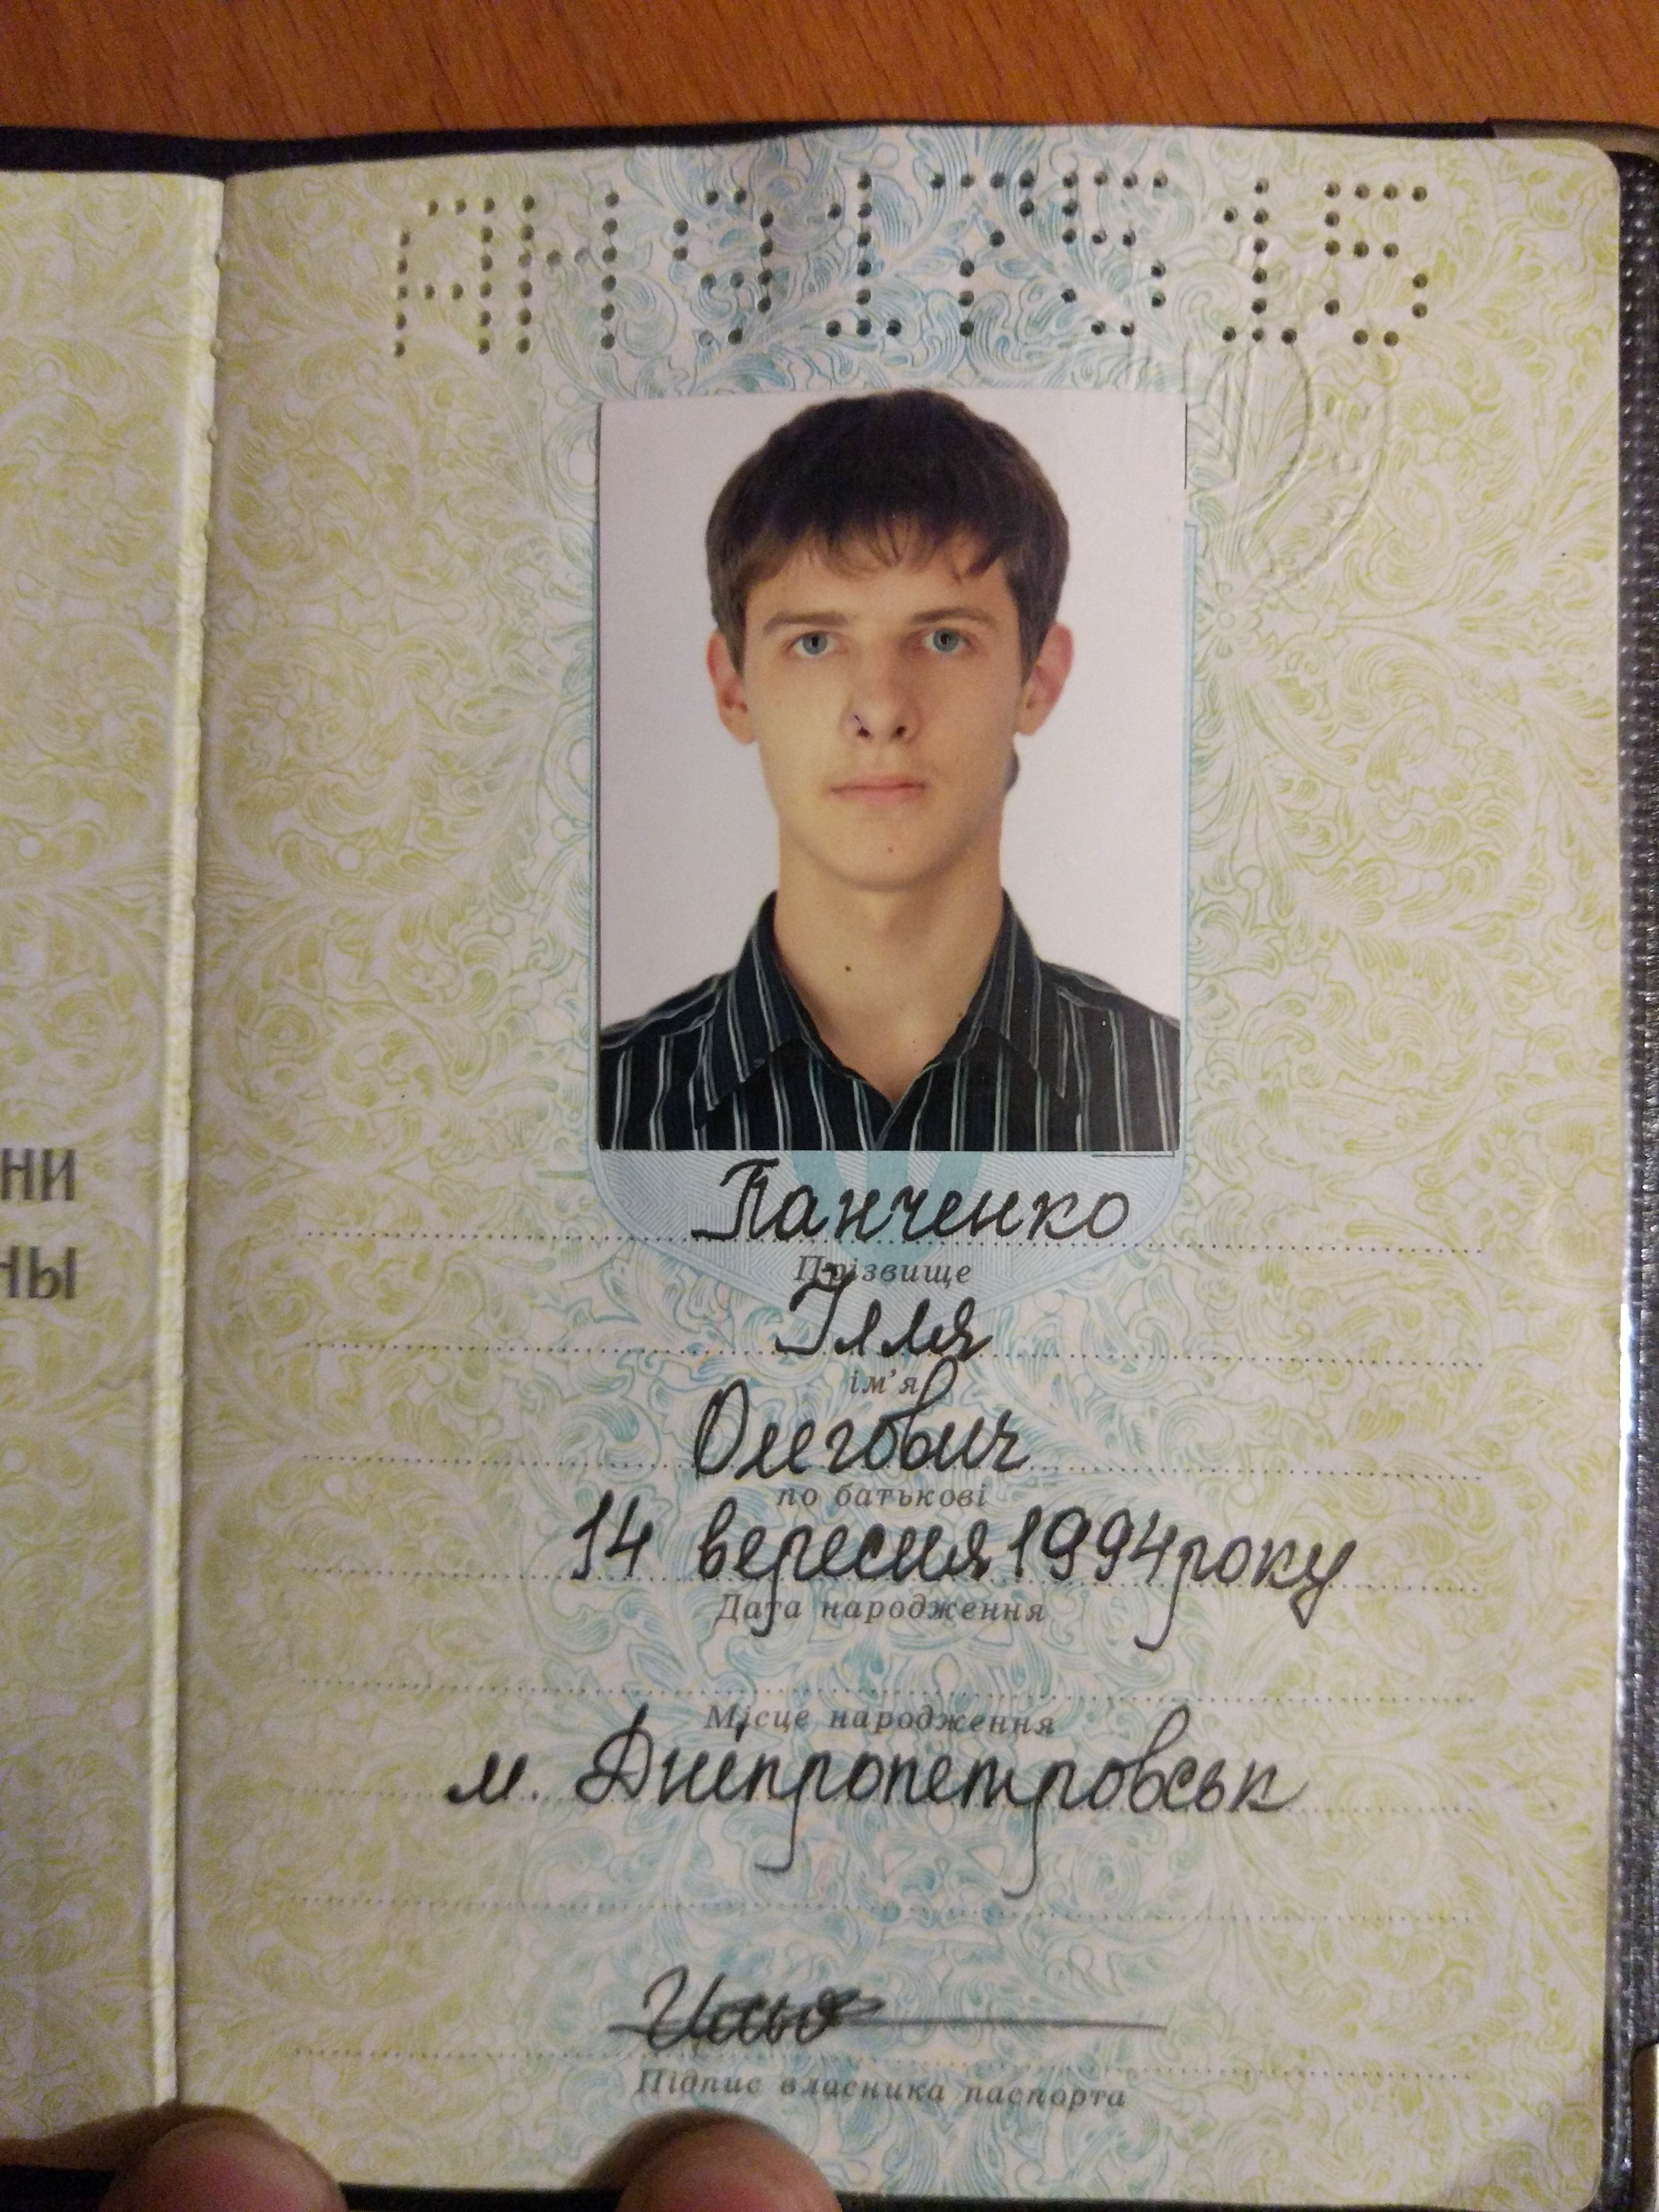 АН917515
ни
ны
Панченко
Прізвище
Ілля
ім'я
Олегович
по батькові
14 вересня 1994 року
Дата народження
Місце народження
м. Дніпропетровськ
Підпис власника паспорта